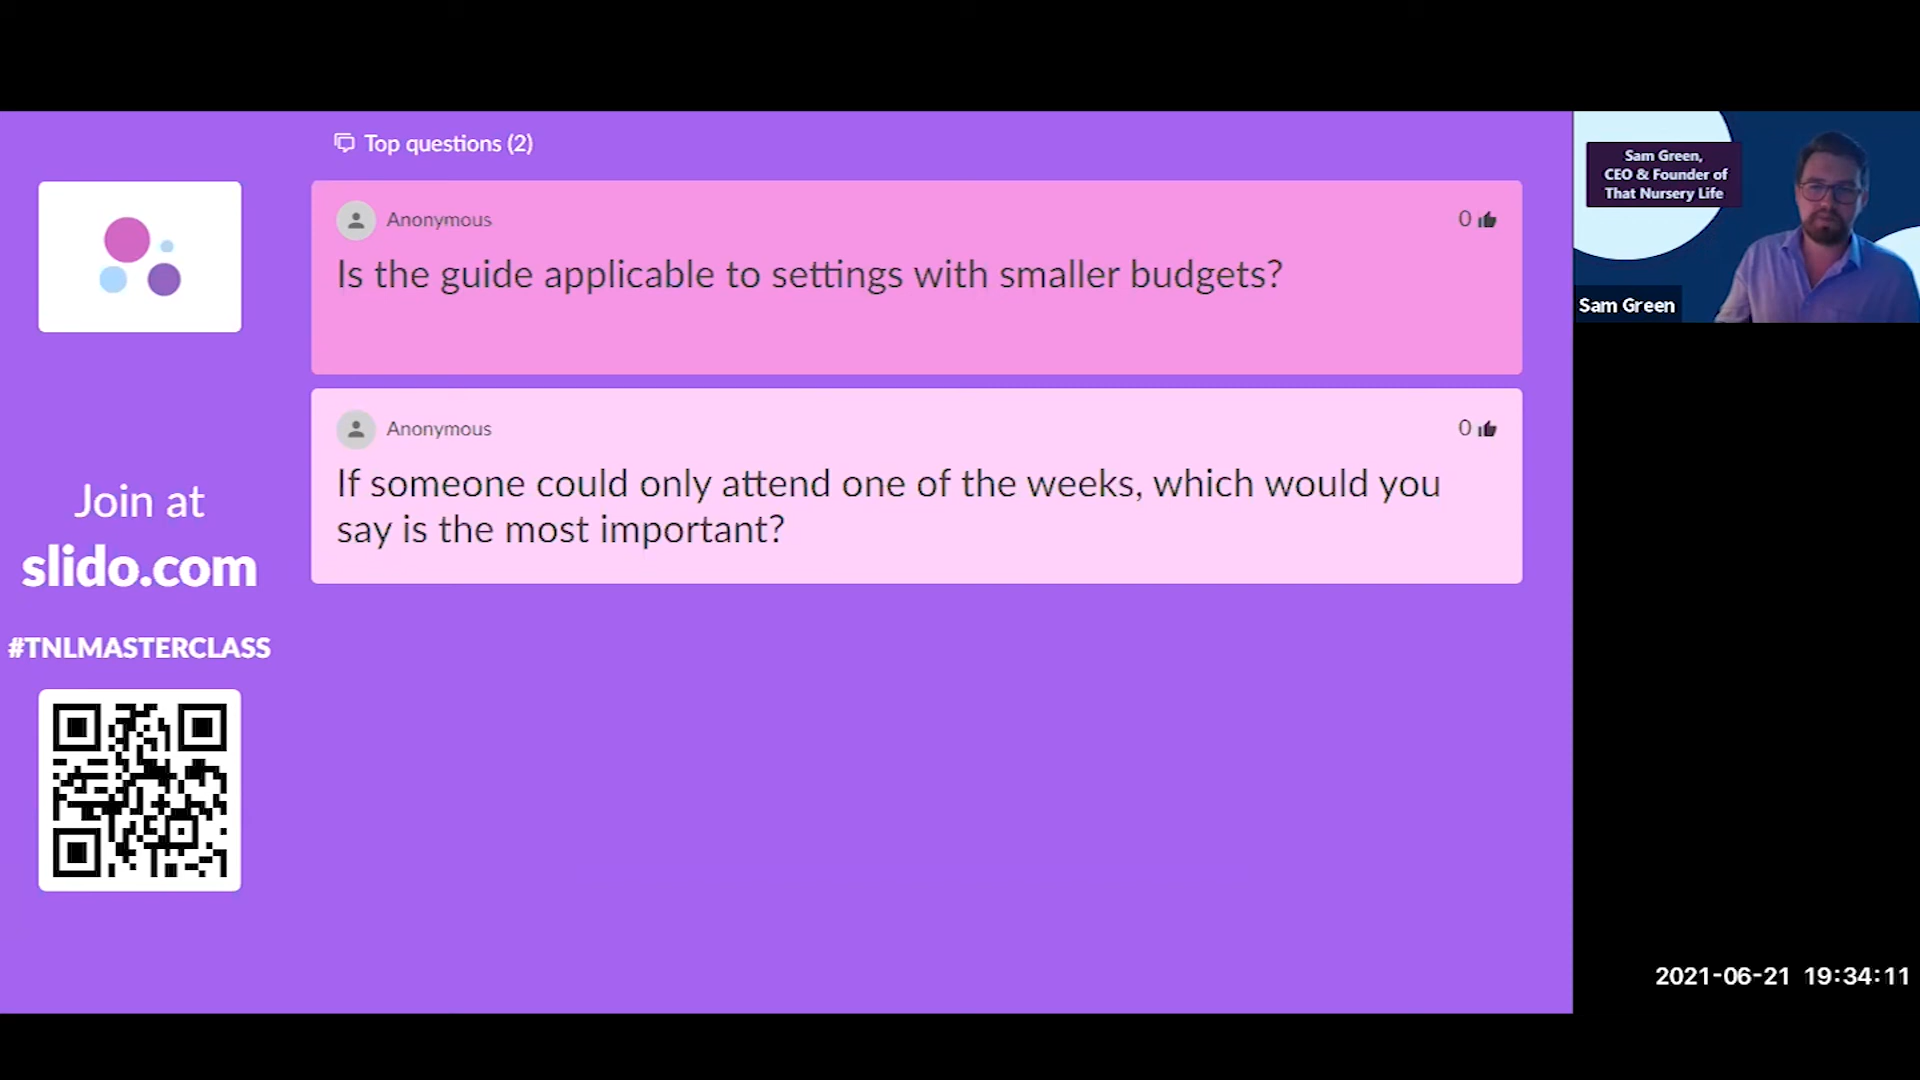 Top questions (2)
Anonymous
0
Is the guide applicable to settings with smaller budgets?
Anonymous
0
If someone could only attend one of the weeks, which would you
say is the most important?
Join at
slido.com
#TNLMASTERCLASS
Sam Green,
CEO & Founder of
That Nursery Life
Sam Green
2021-06-21 19:34:11